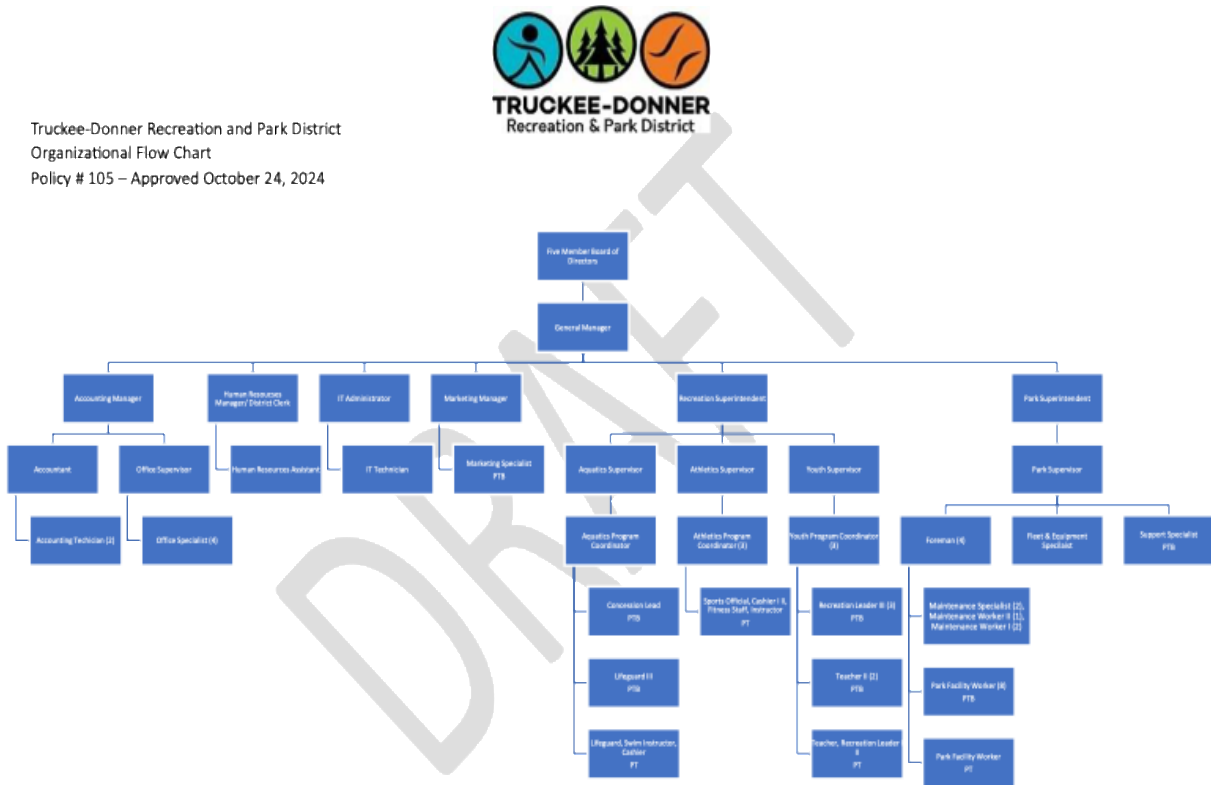 TRUCKEE-DONNER
Recreation & Park District
Truckee-Donner Recreation and Park District
Organizational Flow Chart
Policy # 105 – Approved October 24, 2024
DRAFT
Five Member Board of
Directors
General Manager
Accounting Manager
Human Resources
Manager/ District Clerk
IT Administrator
Marketing Manager
Recreation Superintendent
Park Superintendent
Accountant
Office Supervisor
Human Resources Assistant
IT Technician
Marketing Specialist
PTB
Aquatics Supervisor
Athletics Supervisor
Youth Supervisor
Park Supervisor
Accounting Techician (2)
Office Specialist (4)
Aquatics Program
Coordinator
Athletics Program
Coordinator (3)
Youth Program Coordinator
(3)
Foreman (4)
Fleet & Equipment
Specialist
Support Specialist
PTB
Concession Lead
PTB
Sports Official, Cashier I II,
Fitness Staff, Instructor
PT
Recreation Leader III (3)
PTB
Maintenance Specialist (2),
Maintenance Worker II (1),
Maintenance Worker I (2)
Lifeguard III
PTB
Teacher II (2)
PTB
Park Facility Worker (8)
PTB
Lifeguard, Swim Instructor,
Cashier
PT
Teacher, Recreation Leader
II
PT
Park Facility Worker
PT